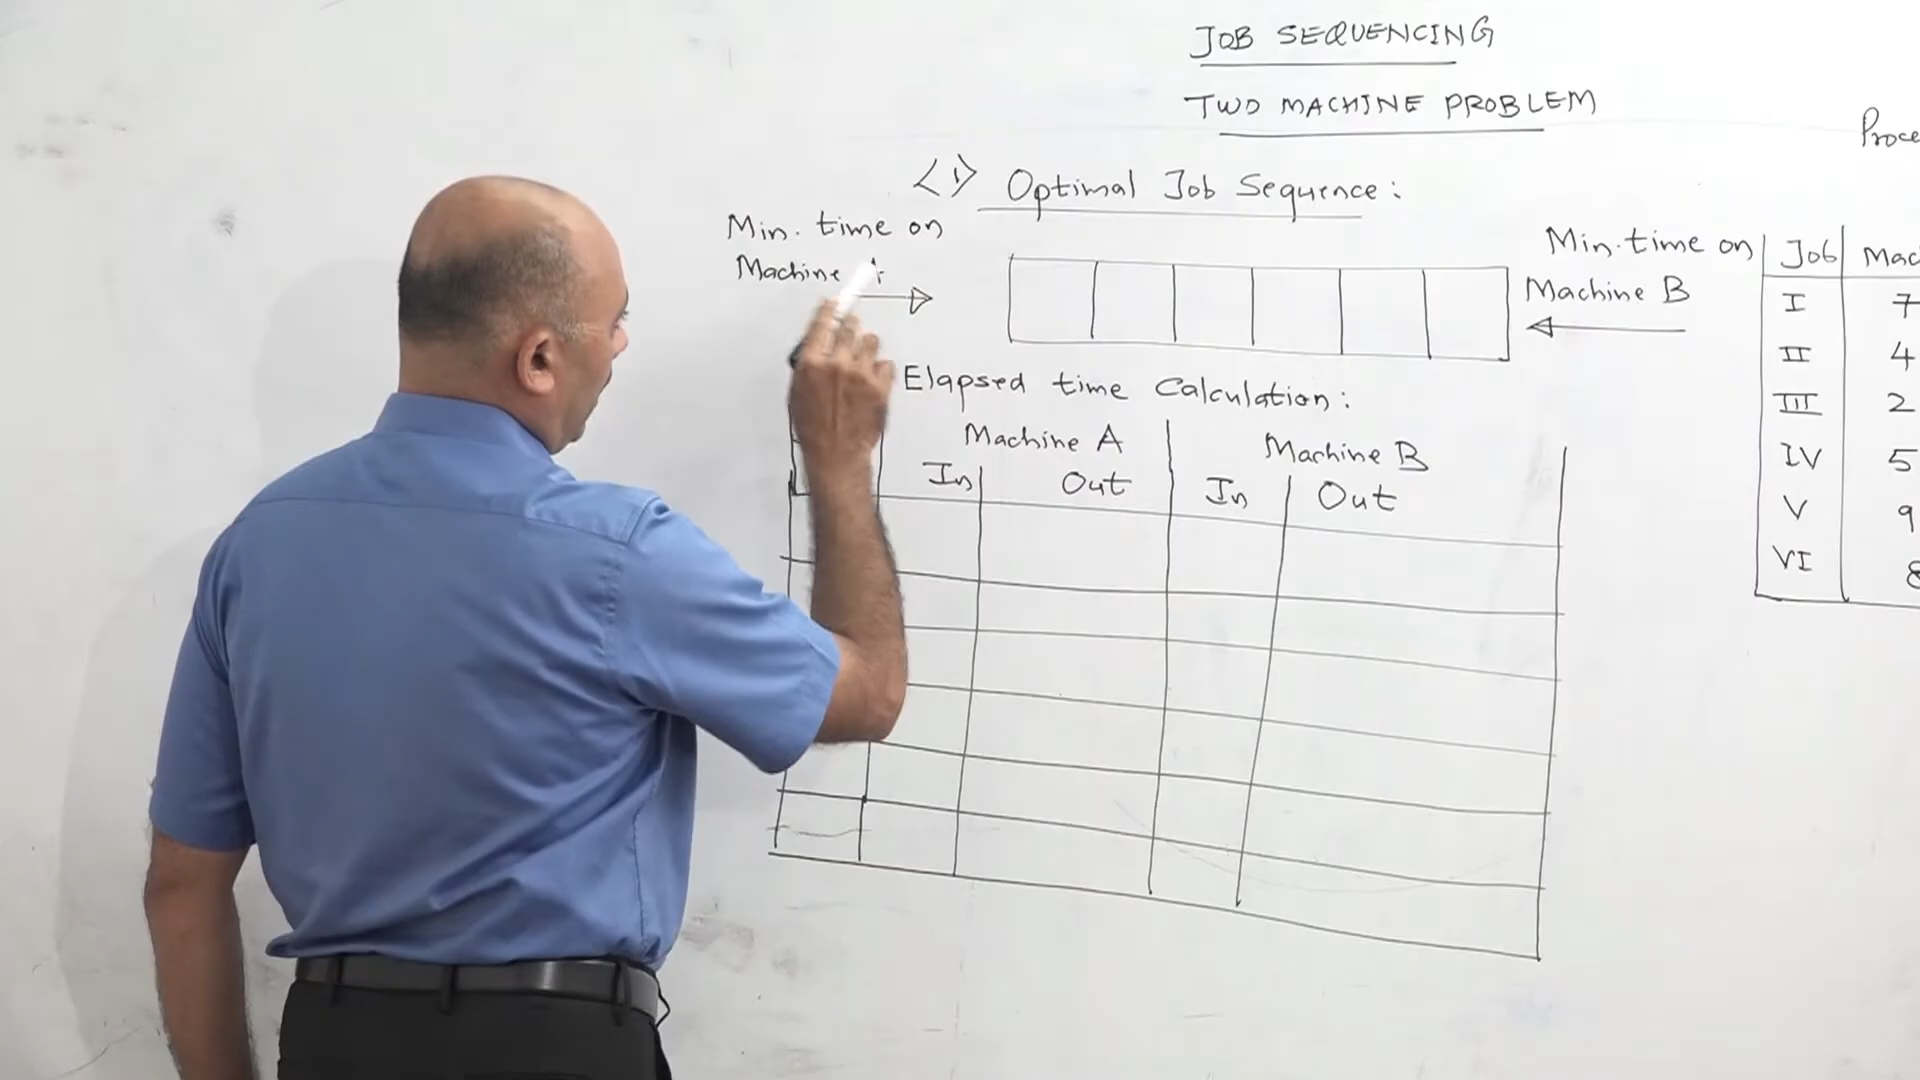 JOB SEQUENCING
TWO MACHINE PROBLEM
<1> Optimal Job Sequence:
Min. time on
Machine A
Min. time on
Machine B
Elapsed time Calculation:
Machine A Machine B
In Out In Out
Proce
Job Mac
I 7
II 4
III 2
IV 5
V 9
VI 8